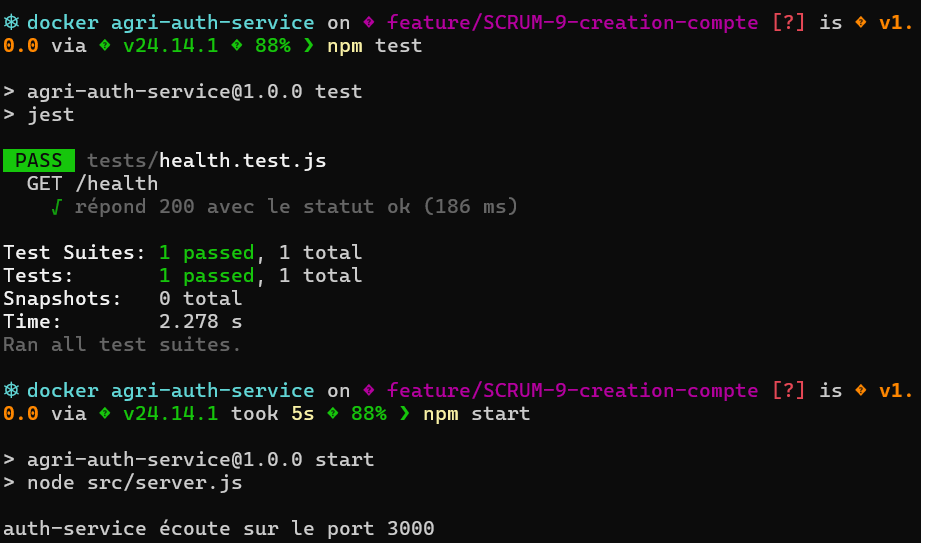 ❄ docker agri-auth-service on � feature/SCRUM-9-creation-compte [?] is � v1.
0.0 via � v24.14.1 � 88% ❯ npm test
> agri-auth-service@1.0.0 test
> jest
PASS tests/health.test.js
GET /health
√ répond 200 avec le statut ok (186 ms)
Test Suites: 1 passed, 1 total
Tests: 1 passed, 1 total
Snapshots: 0 total
Time: 2.278 s
Ran all test suites.
❄ docker agri-auth-service on � feature/SCRUM-9-creation-compte [?] is � v1.
0.0 via � v24.14.1 took 5s � 88% ❯ npm start
> agri-auth-service@1.0.0 start
> node src/server.js
auth-service écoute sur le port 3000